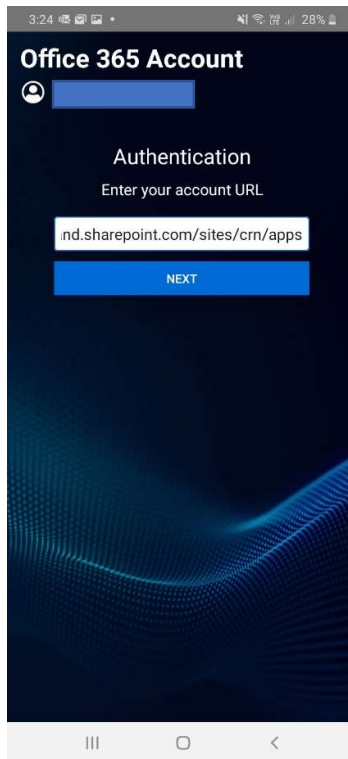 3:24 28%
Office 365 Account
Authentication
Enter your account URL
nd.sharepoint.com/sites/crn/apps
NEXT